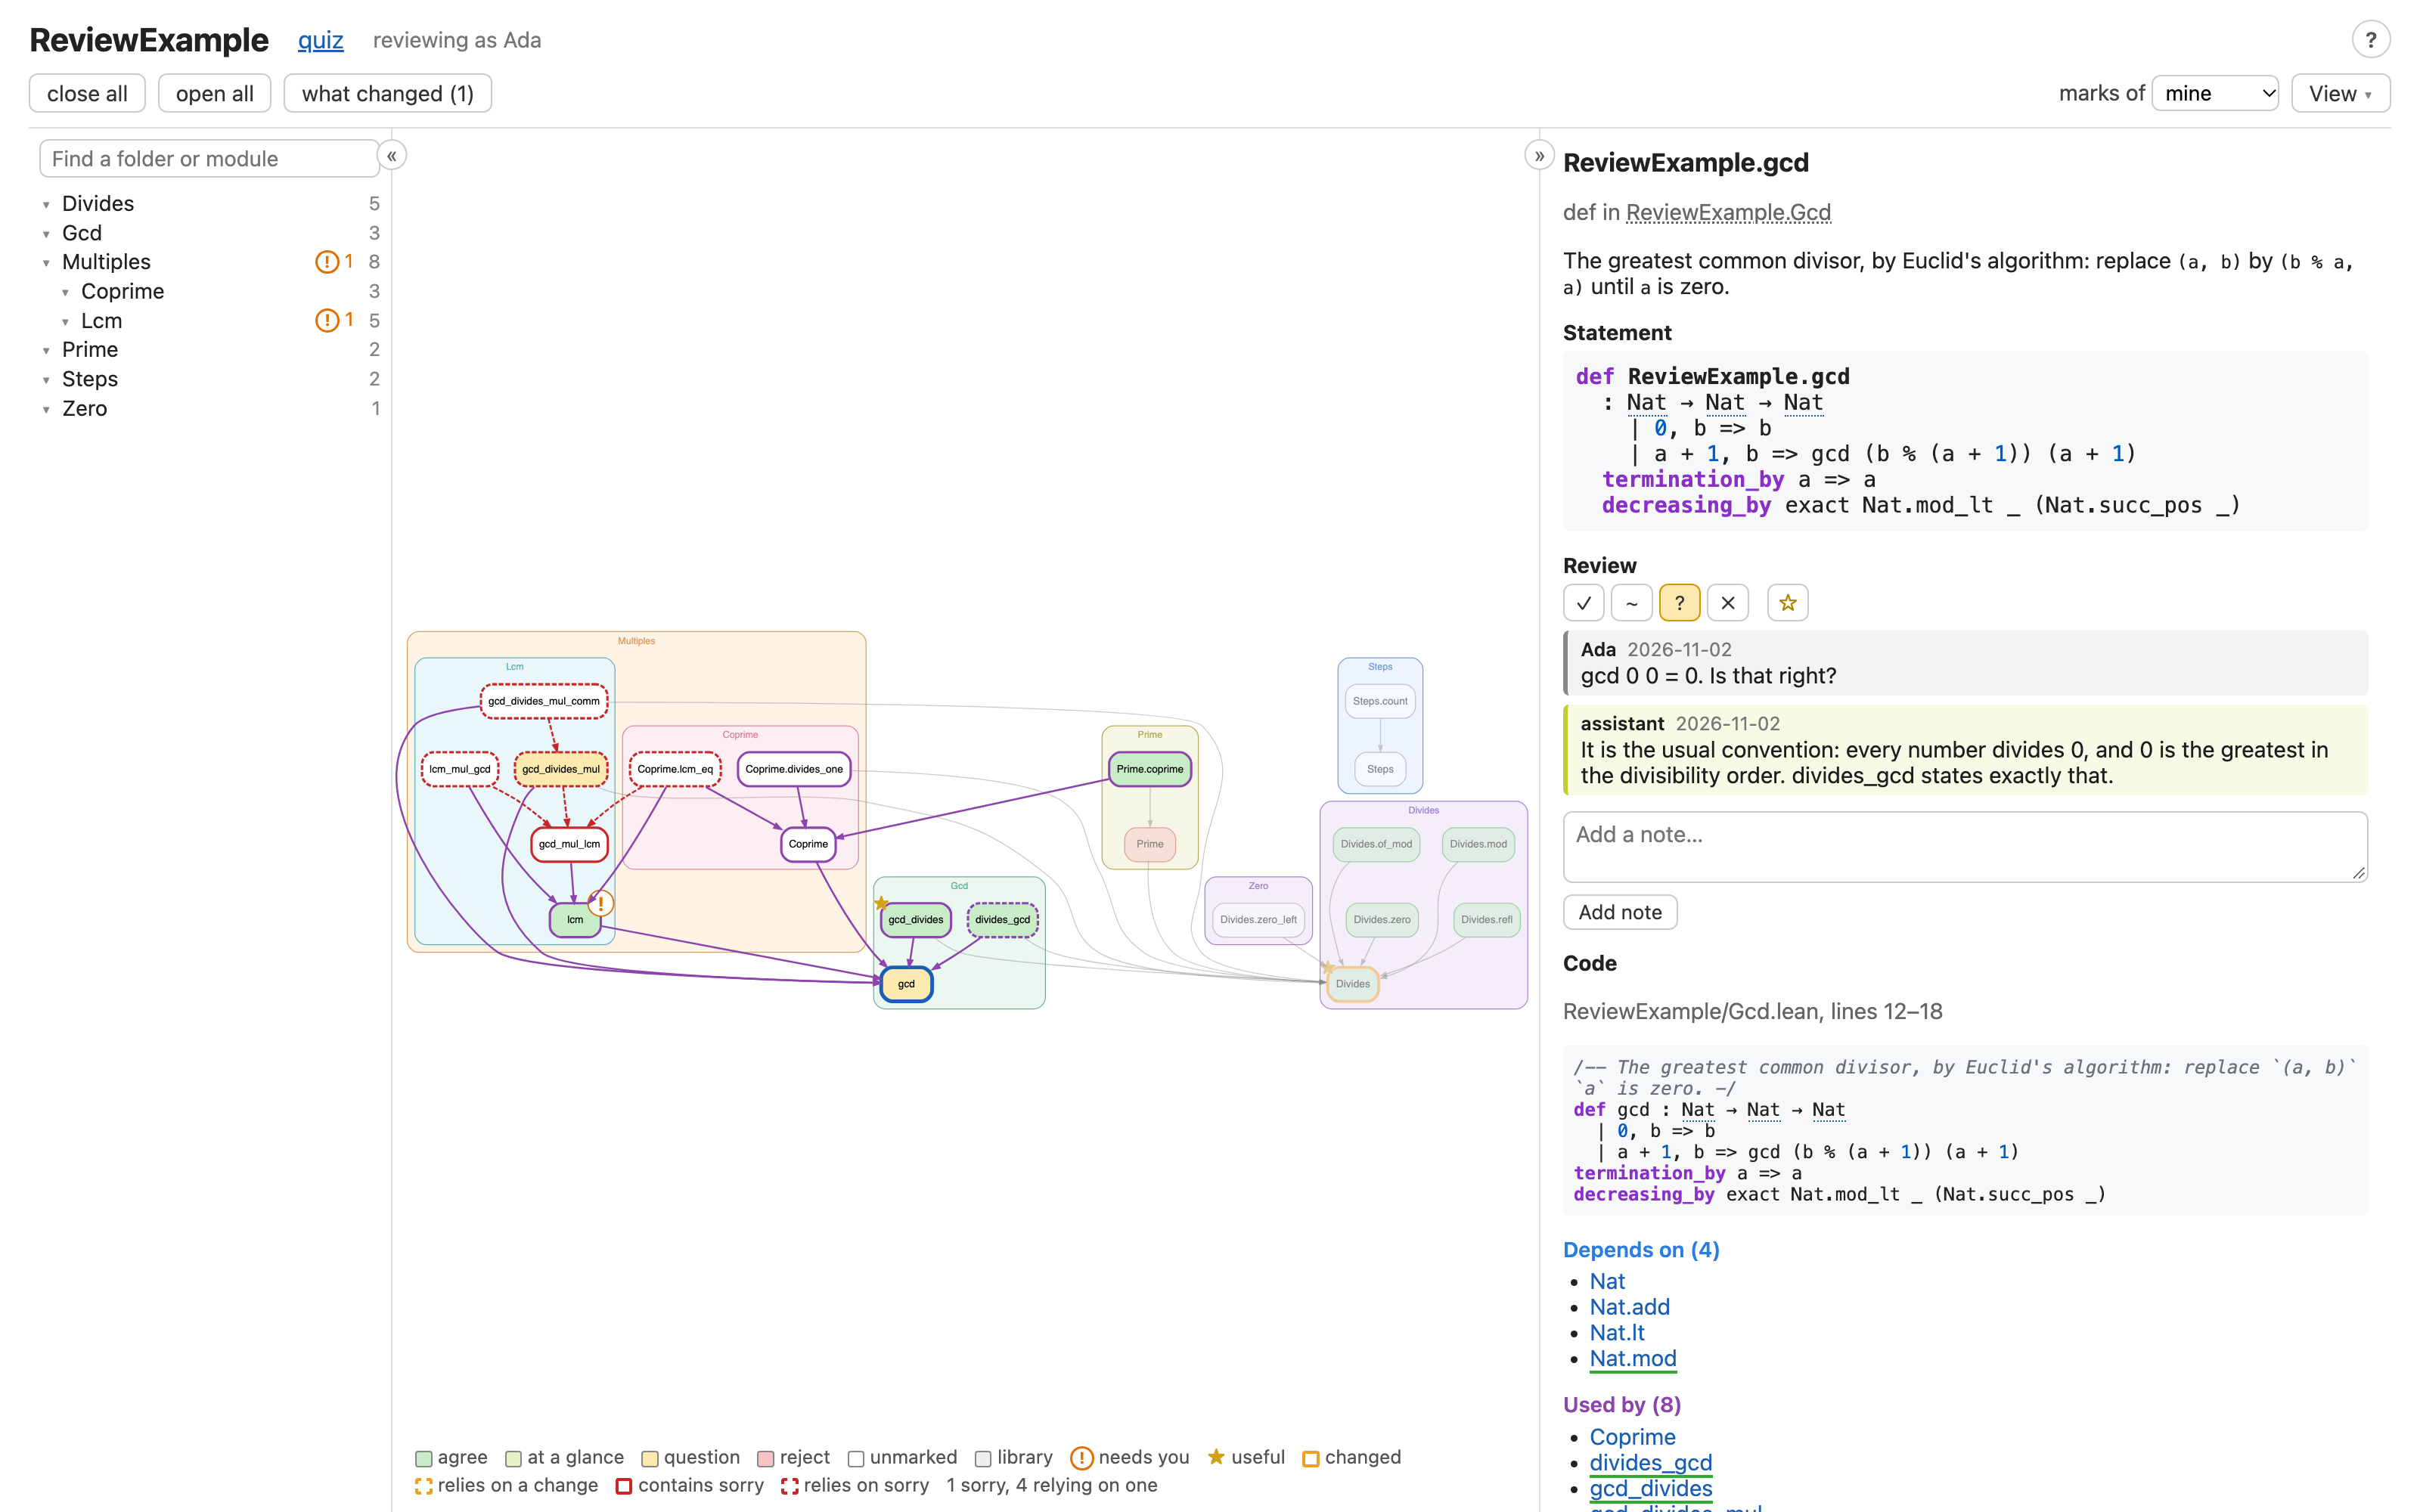 ReviewExample quiz reviewing as Ada ?
close all open all what changed (1) marks of mine View ▾
Find a folder or module « »
▾ Divides 5
▾ Gcd 3
▾ Multiples ! 1 8
▾ Coprime 3
▾ Lcm ! 1 5
▾ Prime 2
▾ Steps 2
▾ Zero 1
Multiples
Lcm
gcd_divides_mul_comm
lcm_mul_gcd
gcd_divides_mul
gcd_mul_lcm
lcm
!
Coprime
Coprime.lcm_eq
Coprime.divides_one
Coprime
Gcd
gcd_divides
divides_gcd
gcd
Prime
Prime.coprime
Prime
Zero
Divides.zero_left
Steps
Steps.count
Steps
Divides
Divides.of_mod
Divides.mod
Divides.zero
Divides.refl
Divides
agree at a glance question reject unmarked library ! needs you ★ useful changed
relies on a change contains sorry relies on sorry 1 sorry, 4 relying on one
ReviewExample.gcd
def in ReviewExample.Gcd
The greatest common divisor, by Euclid's algorithm: replace (a, b) by (b % a,
a) until a is zero.
Statement
def ReviewExample.gcd
: Nat → Nat → Nat
| 0, b => b
| a + 1, b => gcd (b % (a + 1)) (a + 1)
termination_by a => a
decreasing_by exact Nat.mod_lt _ (Nat.succ_pos _)
Review
✓ ~ ? ✕ ☆
Ada 2026-11-02
gcd 0 0 = 0. Is that right?
assistant 2026-11-02
It is the usual convention: every number divides 0, and 0 is the greatest in
the divisibility order. divides_gcd states exactly that.
Add a note...
Add note
Code
ReviewExample/Gcd.lean, lines 12–18
/-- The greatest common divisor, by Euclid's algorithm: replace `(a, b)`
`a` is zero. -/
def gcd : Nat → Nat → Nat
| 0, b => b
| a + 1, b => gcd (b % (a + 1)) (a + 1)
termination_by a => a
decreasing_by exact Nat.mod_lt _ (Nat.succ_pos _)
Depends on (4)
• Nat
• Nat.add
• Nat.lt
• Nat.mod
Used by (8)
• Coprime
• divides_gcd
• gcd_divides